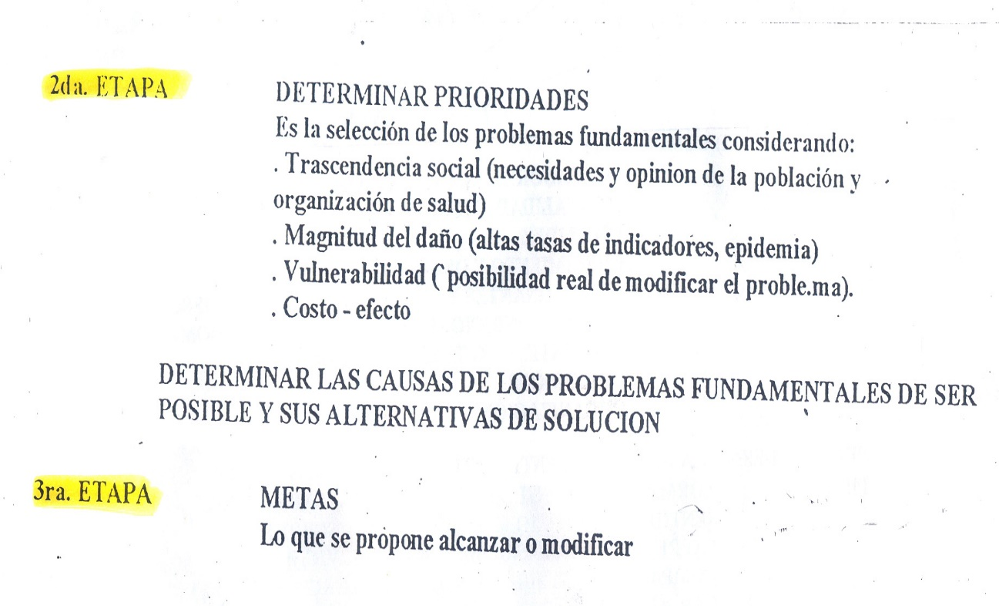 2da. ETAPA
DETERMINAR PRIORIDADES
Es la selección de los problemas fundamentales considerando:
. Trascendencia social (necesidades y opinion de la población y
organización de salud)
. Magnitud del daño (altas tasas de indicadores, epidemia)
. Vulnerabilidad ( posibilidad real de modificar el proble.ma).
. Costo - efecto
DETERMINAR LAS CAUSAS DE LOS PROBLEMAS FUNDAMENTALES DE SER
POSIBLE Y SUS ALTERNATIVAS DE SOLUCION
3ra. ETAPA
METAS
Lo que se propone alcanzar o modificar